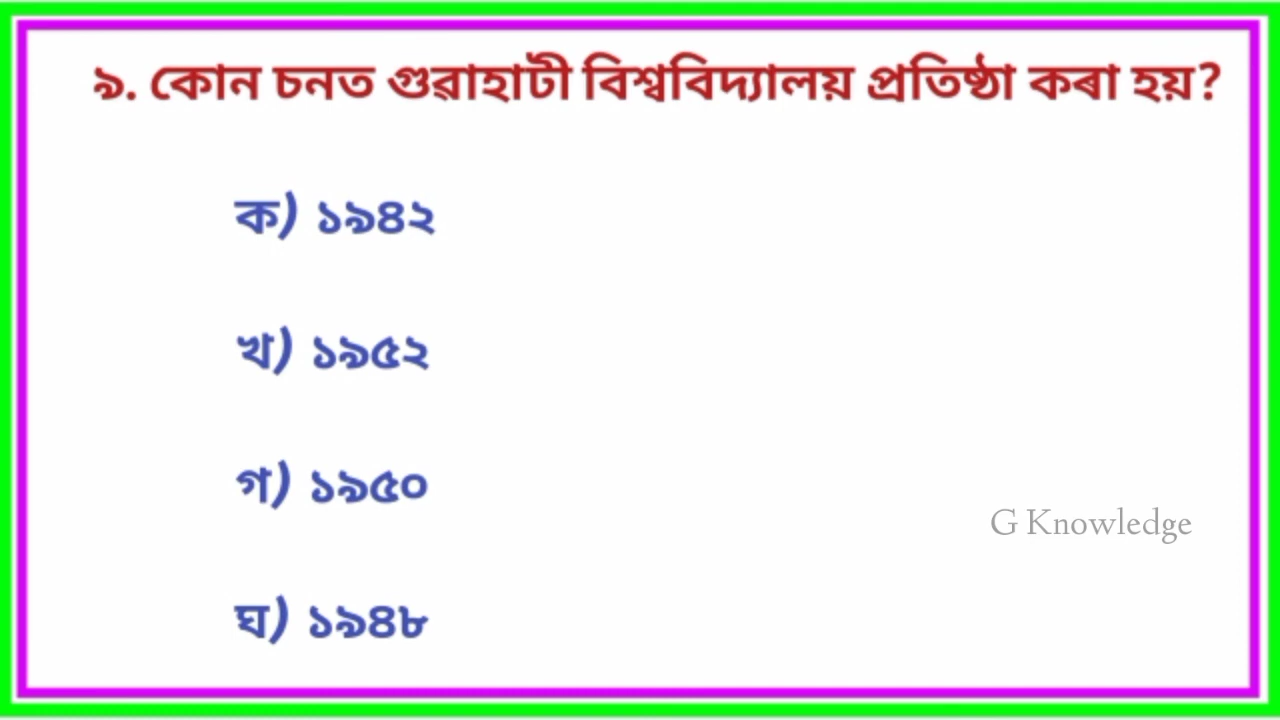 ৯. কোন চনত গুৱাহাটী বিশ্ববিদ্যালয় প্ৰতিষ্ঠা কৰা হয়?
ক) ১৯৪২
খ) ১৯৫২
গ) ১৯৫০
G Knowledge
ঘ) ১৯৪৮